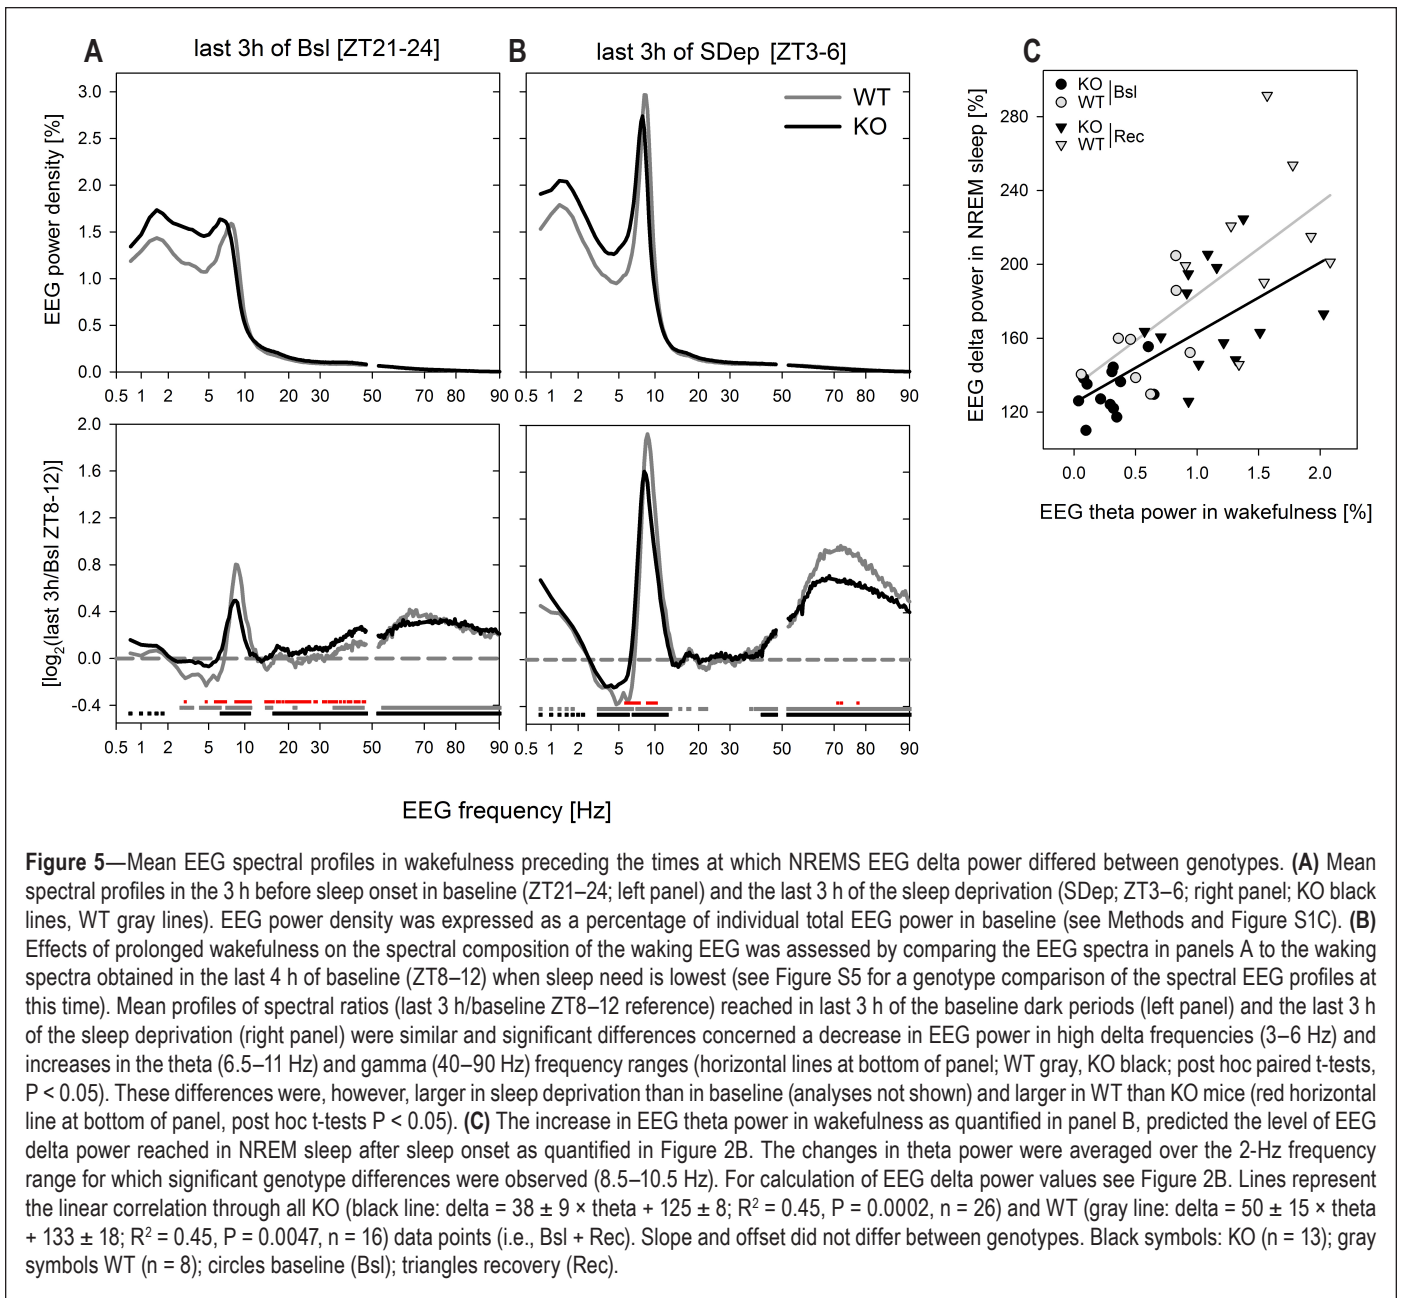 A
last 3h of Bsl [ZT21-24]
B
last 3h of SDep [ZT3-6]
C
EEG power density [%]
3.0
2.5
2.0
1.5
1.0
0.5
0.0
0.5 1 2 5 10 20 30 50 70 90
WT
KO
0.5 1 2 5 10 20 30 50 70 90
[log2(last 3h/Bsl ZT8-12)]
2.0
1.6
1.2
0.8
0.4
0.0
-0.4
0.5 1 2 5 10 20 30 50 70 90
0.5 1 2 5 10 20 30 50 70 90
EEG frequency [Hz]
EEG delta power in NREM sleep [%]
KO
WT
Bsl
KO
WT
Rec
280
240
200
160
120
0.0 0.5 1.0 1.5 2.0
EEG theta power in wakefulness [%]
Figure 5—Mean EEG spectral profiles in wakefulness preceding the times at which NREMS EEG delta power differed between genotypes. (A) Mean
spectral profiles in the 3 h before sleep onset in baseline (ZT21–24; left panel) and the last 3 h of the sleep deprivation (SDep; ZT3–6; right panel; KO black
lines, WT gray lines). EEG power density was expressed as a percentage of individual total EEG power in baseline (see Methods and Figure S1C). (B)
Effects of prolonged wakefulness on the spectral composition of the waking EEG was assessed by comparing the EEG spectra in panels A to the waking
spectra obtained in the last 4 h of baseline (ZT8–12) when sleep need is lowest (see Figure S5 for a genotype comparison of the spectral EEG profiles at
this time). Mean profiles of spectral ratios (last 3 h/baseline ZT8–12 reference) reached in last 3 h of the baseline dark periods (left panel) and the last 3 h
of the sleep deprivation (right panel) were similar and significant differences concerned a decrease in EEG power in high delta frequencies (3–6 Hz) and
increases in the theta (6.5–11 Hz) and gamma (40–90 Hz) frequency ranges (horizontal lines at bottom of panel; WT gray, KO black; post hoc paired t-tests,
P < 0.05). These differences were, however, larger in sleep deprivation than in baseline (analyses not shown) and larger in WT than KO mice (red horizontal
line at bottom of panel, post hoc t-tests P < 0.05). (C) The increase in EEG theta power in wakefulness as quantified in panel B, predicted the level of EEG
delta power reached in NREM sleep after sleep onset as quantified in Figure 2B. The changes in theta power were averaged over the 2-Hz frequency
range for which significant genotype differences were observed (8.5–10.5 Hz). For calculation of EEG delta power values see Figure 2B. Lines represent
the linear correlation through all KO (black line: delta = 38 ± 9 × theta + 125 ± 8; R² = 0.45, P = 0.0002, n = 26) and WT (gray line: delta = 50 ± 15 × theta
+ 133 ± 18; R² = 0.45, P = 0.0047, n = 16) data points (i.e., Bsl + Rec). Slope and offset did not differ between genotypes. Black symbols: KO (n = 13); gray
symbols WT (n = 8); circles baseline (Bsl); triangles recovery (Rec).